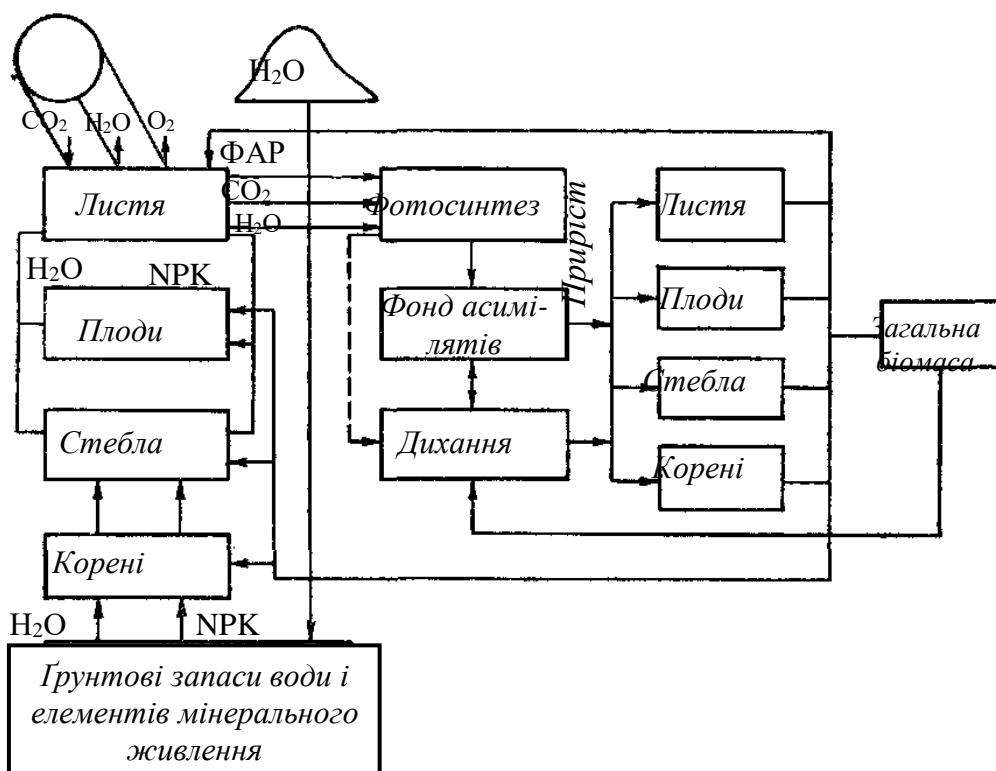 H₂O
CO₂
H₂O
O₂
ФАР
Листя
CO₂
Фотосинтез
Приріст
Листя
H₂O
H₂O
NPK
Плоди
Фонд асимі-
лятів
Плоди
Загальна
біомаса
Стебла
Стебла
Дихання
Корені
Корені
H₂O
NPK
Ґрунтові запаси води і
елементів мінерального
живлення